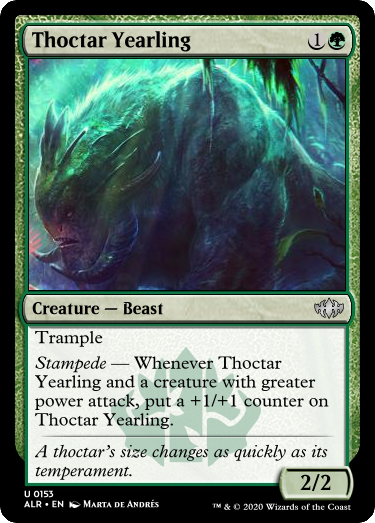 Thoctar Yearling 1
Creature — Beast
Trample
Stampede — Whenever Thoctar
Yearling and a creature with greater
power attack, put a +1/+1 counter on
Thoctar Yearling.
A thoctar's size changes as quickly as its
temperament.
2/2
U 0153
ALR • EN Marta de Andrés
™ & © 2020 Wizards of the Coast